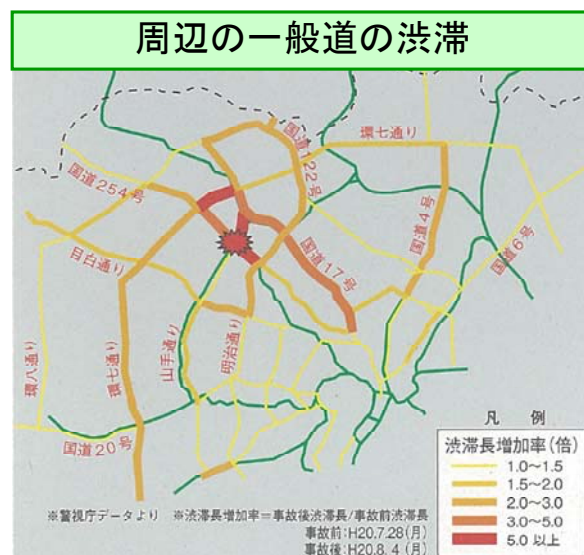 周辺の一般道の渋滞
国道122号
環七通り
国道254号
国道4号
国道6号
目白通り
国道17号
環八通り
環七通り
山手通り
明治通り
国道20号
凡 例
渋滞長増加率(倍)
1.0~1.5
1.5~2.0
2.0~3.0
3.0~5.0
5.0 以上
※警視庁データより ※渋滞長増加率=事故後渋滞長/事故前渋滞長
事故前:H20.7.28(月)
事故後:H20.8.4(月)